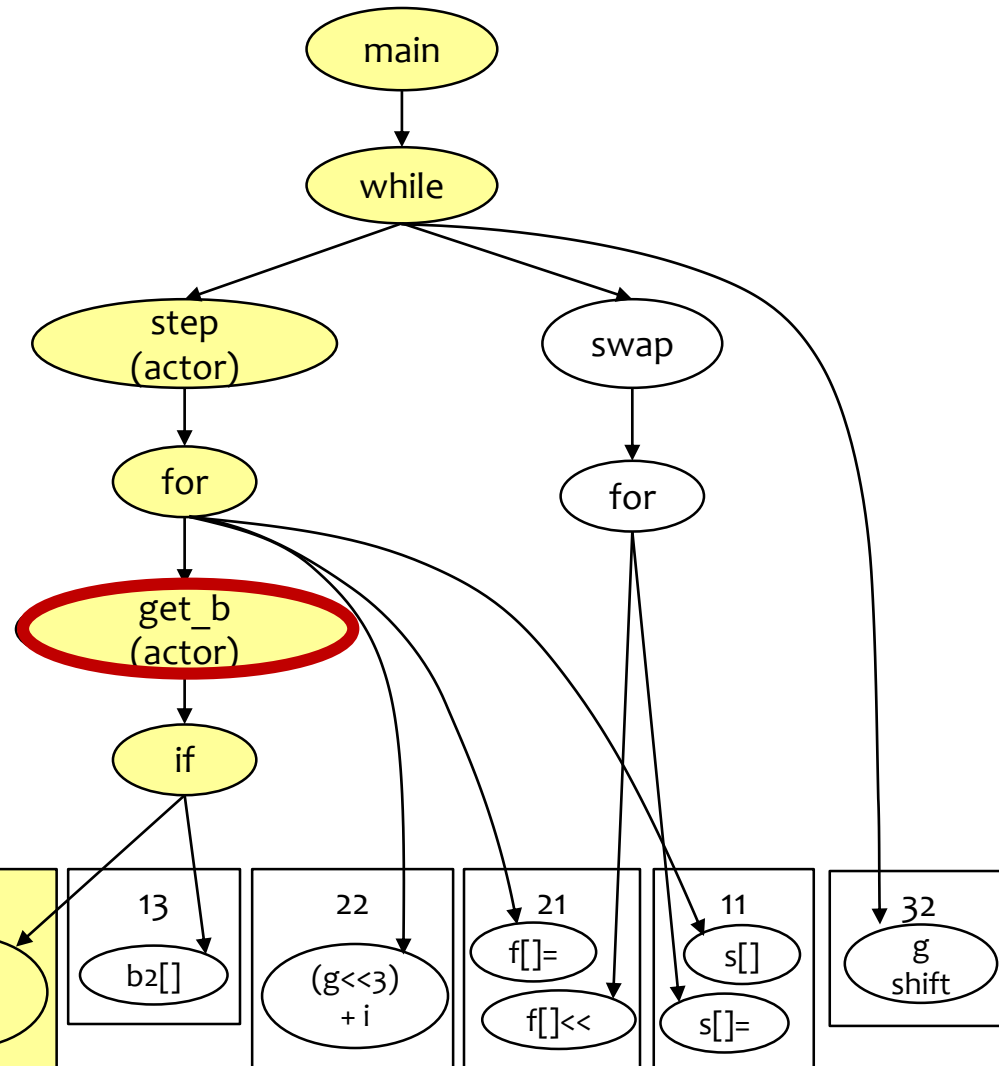 main
while
step
(actor)
swap
for
for
get_b
(actor)
if
13
22
21
11
32
b2[]
(g<<3)
+ i
f[]=
f[]<<
s[]
s[]=
g
shift